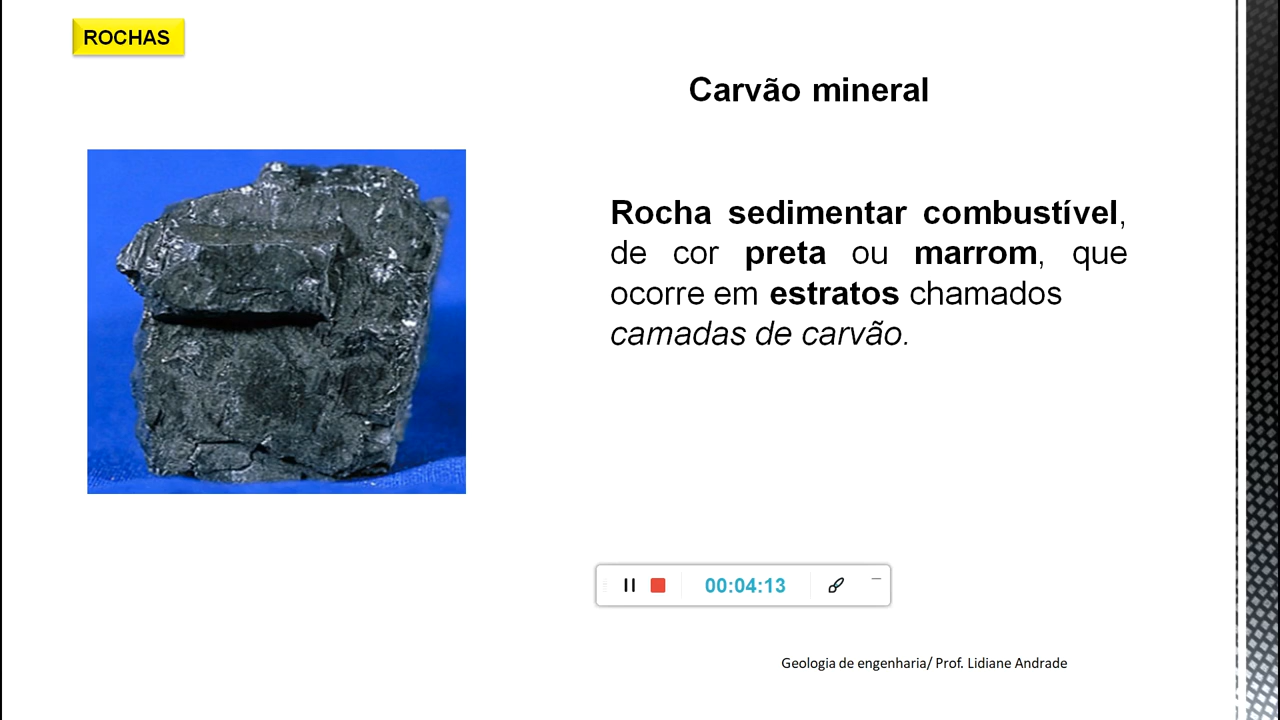 ROCHAS
Carvão mineral
Rocha sedimentar combustível,
de cor preta ou marrom, que
ocorre em estratos chamados
camadas de carvão.
00:04:13
Geologia de engenharia/ Prof. Lidiane Andrade